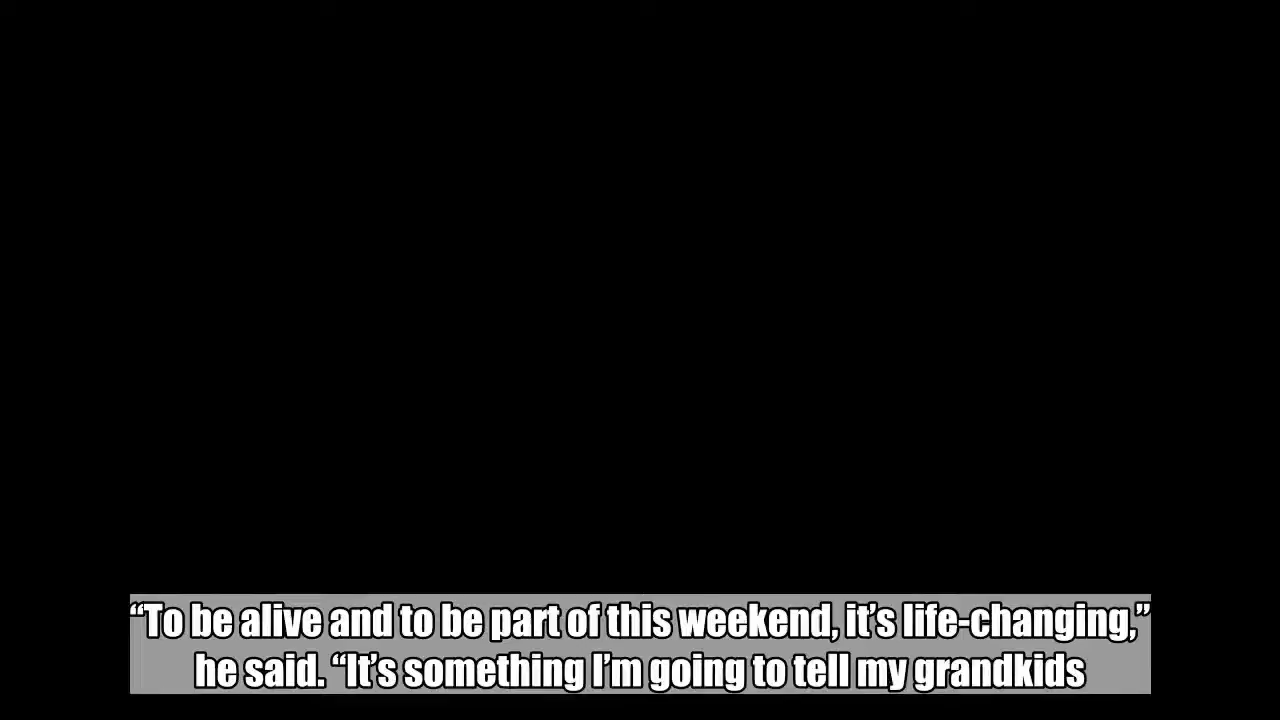 “To be alive and to be part of this weekend, it’s life-changing,”
he said. “It’s something I’m going to tell my grandkids